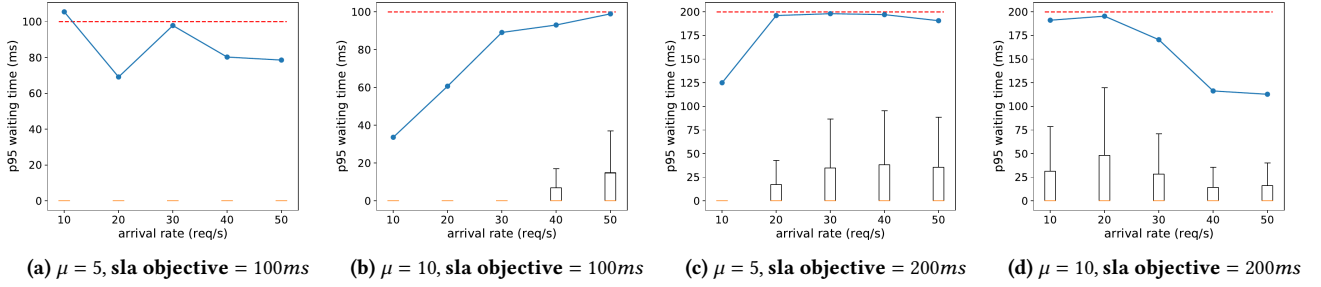 100
80
60
40
20
0
p95 waiting time (ms)
10 20 30 40 50
arrival rate (req/s)
(a) μ = 5, sla objective = 100ms
100
80
60
40
20
0
p95 waiting time (ms)
10 20 30 40 50
arrival rate (req/s)
(b) μ = 10, sla objective = 100ms
200
175
150
125
100
75
50
25
0
p95 waiting time (ms)
10 20 30 40 50
arrival rate (req/s)
(c) μ = 5, sla objective = 200ms
200
175
150
125
100
75
50
25
0
p95 waiting time (ms)
10 20 30 40 50
arrival rate (req/s)
(d) μ = 10, sla objective = 200ms